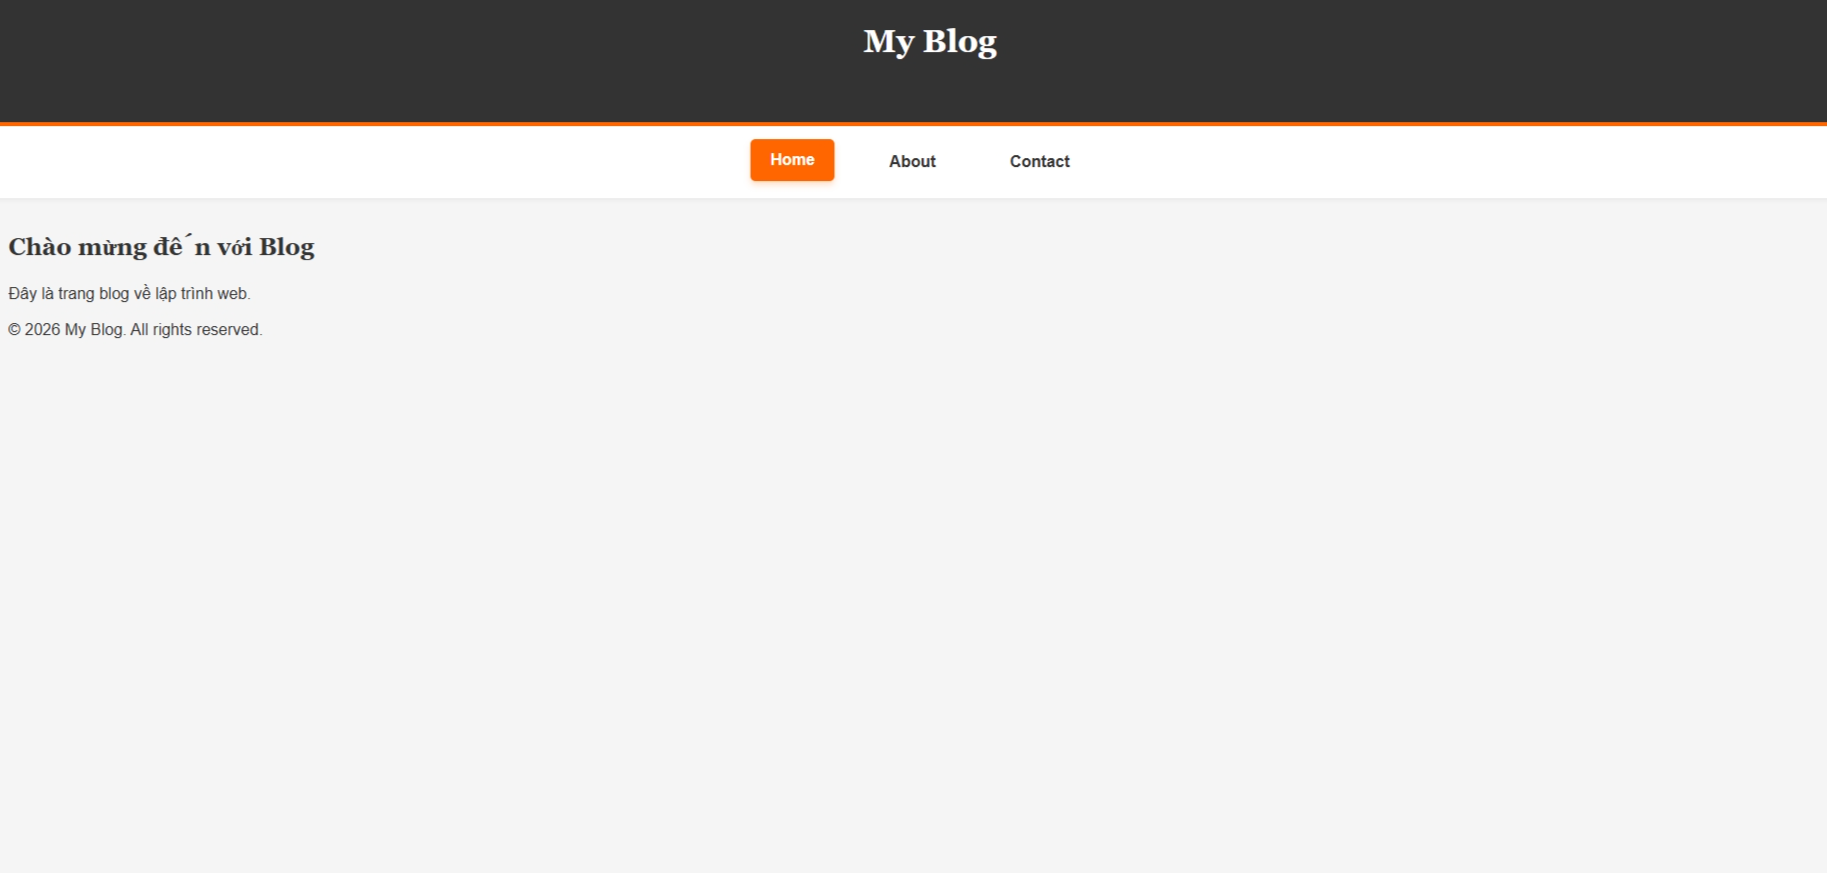 My Blog
Home About Contact
Chào mừng đến với Blog
Đây là trang blog về lập trình web.
© 2026 My Blog. All rights reserved.